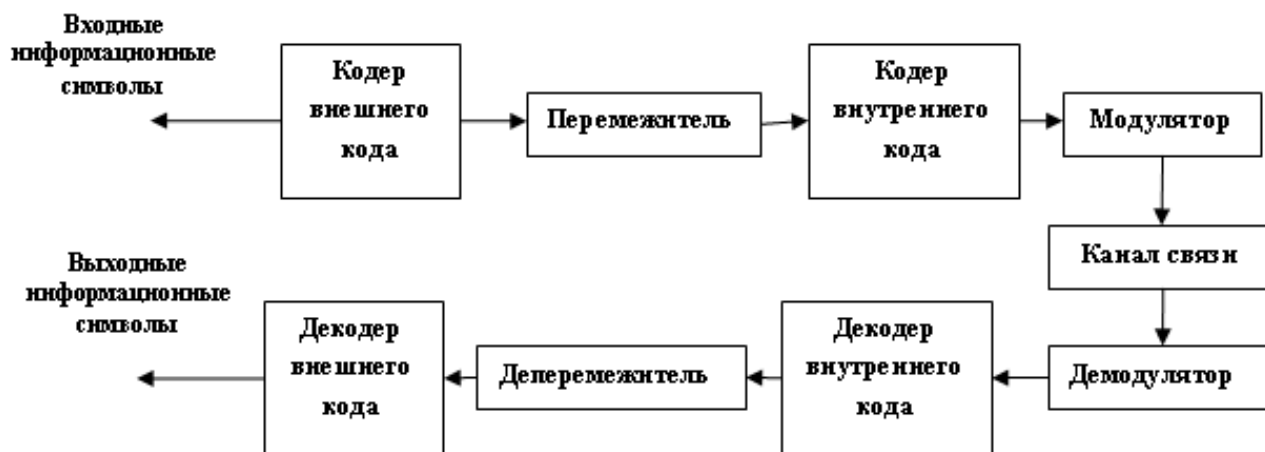 Входные
информационные
символы
Кодер
внешнего
кода
Перемежитель
Кодер
внутреннего
кода
Модулятор
Канал связи
Выходные
информационные
символы
Декодер
внешнего
кода
Деперемежитель
Декодер
внутреннего
кода
Демодулятор